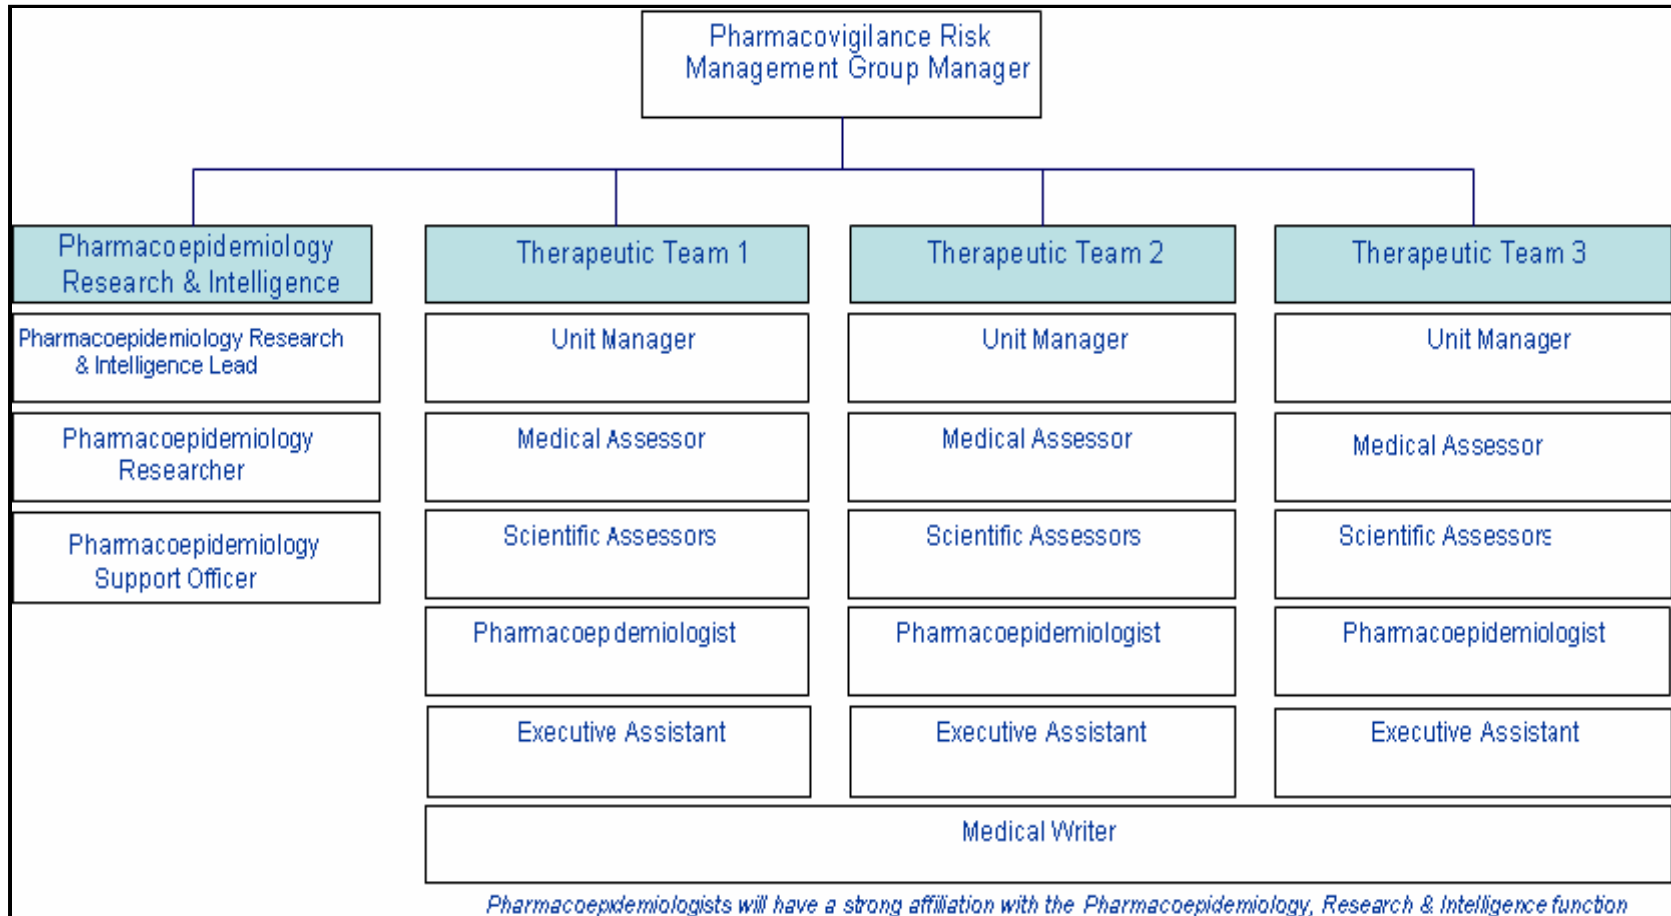 Pharmacovigilance Risk
Management Group Manager
Pharmacoepidemiology
Research & Intelligence
Therapeutic Team 1
Therapeutic Team 2
Therapeutic Team 3
Pharmacoepidemiology Research
& Intelligence Lead
Unit Manager
Unit Manager
Unit Manager
Pharmacoepidemiology
Researcher
Medical Assessor
Medical Assessor
Medical Assessor
Pharmacoepidemiology
Support Officer
Scientific Assessors
Scientific Assessors
Scientific Assessors
Pharmacoepdemiologist
Pharmacoepidemiologist
Pharmacoepidemiologist
Executive Assistant
Executive Assistant
Executive Assistant
Medical Writer
Pharmacoepidemiologists will have a strong affiliation with the Pharmacoepidemiology, Research & Intelligence function